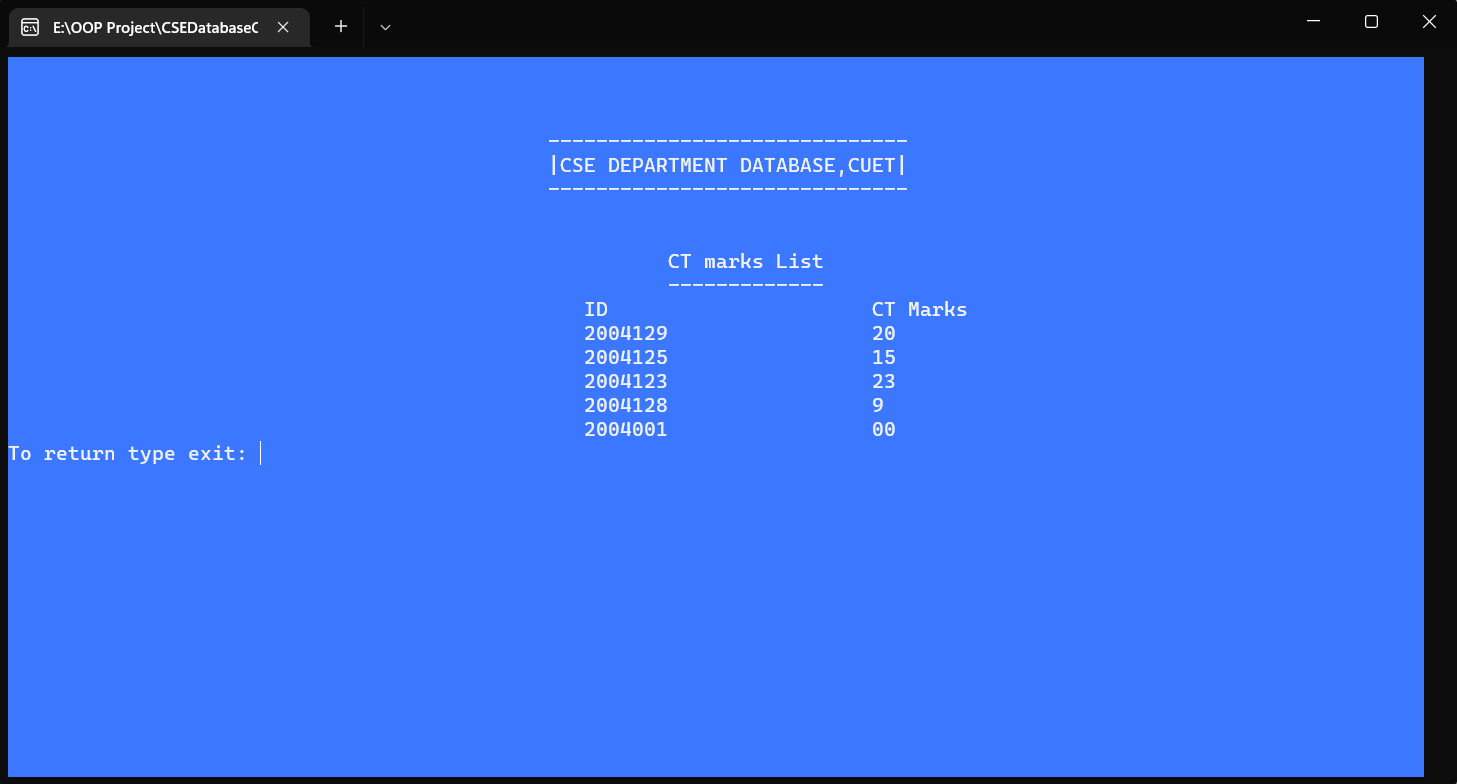 E:\OOP Project\CSEDatabaseC
------------------------------
|CSE DEPARTMENT DATABASE,CUET|
------------------------------
CT marks List
-------------
ID CT Marks
2004129 20
2004125 15
2004123 23
2004128 9
2004001 00
To return type exit: